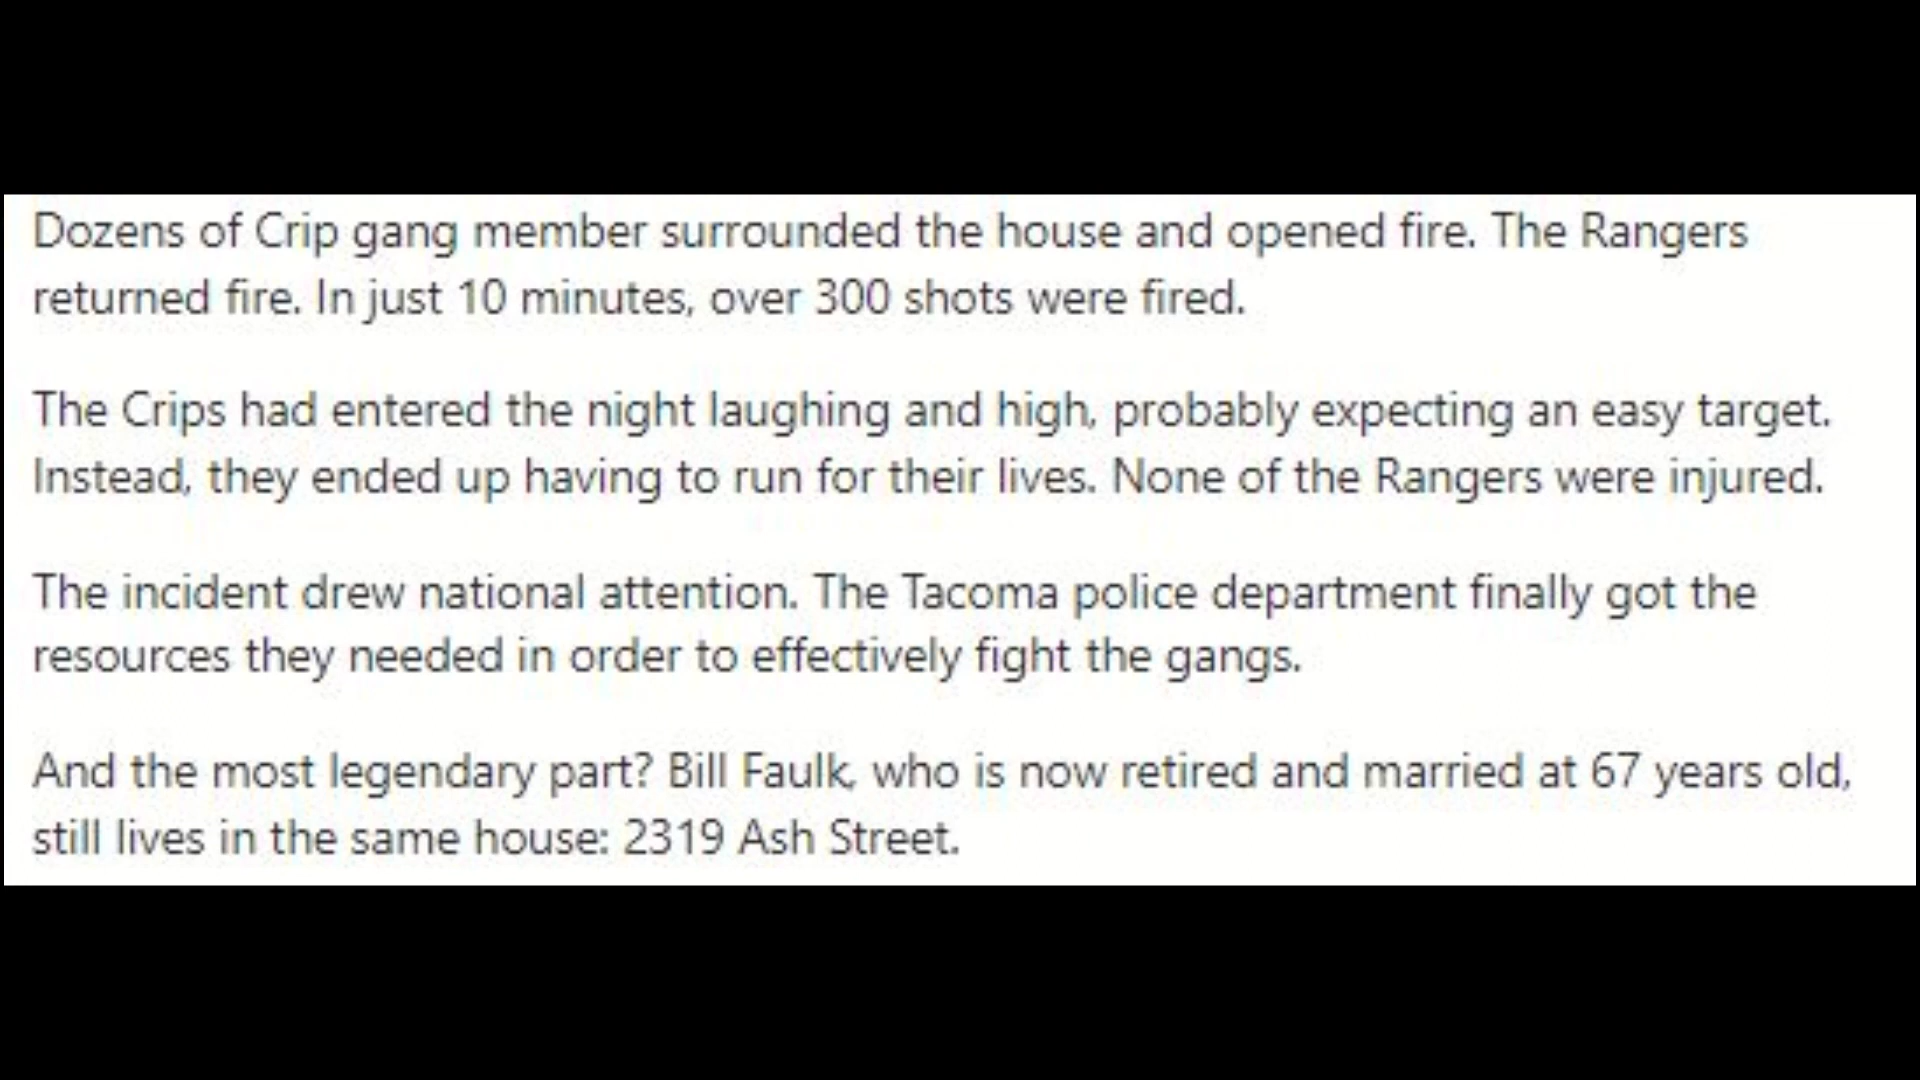 Dozens of Crip gang member surrounded the house and opened fire. The Rangers
returned fire. In just 10 minutes, over 300 shots were fired.
The Crips had entered the night laughing and high, probably expecting an easy target.
Instead, they ended up having to run for their lives. None of the Rangers were injured.
The incident drew national attention. The Tacoma police department finally got the
resources they needed in order to effectively fight the gangs.
And the most legendary part? Bill Faulk, who is now retired and married at 67 years old,
still lives in the same house: 2319 Ash Street.